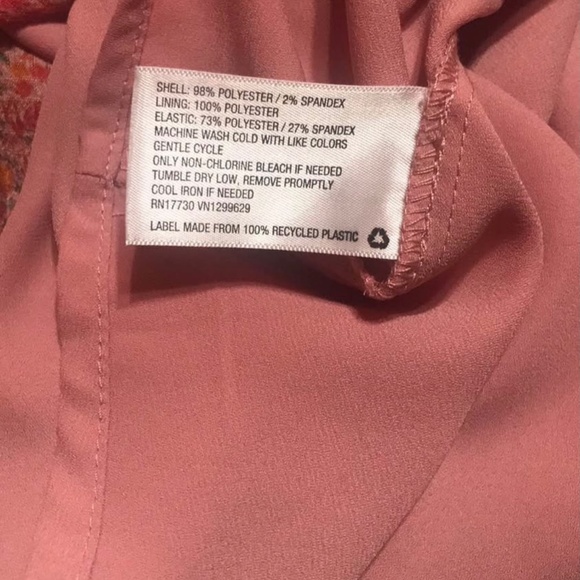 SHELL: 98% POLYESTER / 2% SPANDEX
LINING: 100% POLYESTER
ELASTIC: 73% POLYESTER / 27% SPANDEX
MACHINE WASH COLD WITH LIKE COLORS
GENTLE CYCLE
ONLY NON-CHLORINE BLEACH IF NEEDED
TUMBLE DRY LOW, REMOVE PROMPTLY
COOL IRON IF NEEDED
RN17730 VN1299629
LABEL MADE FROM 100% RECYCLED PLASTIC